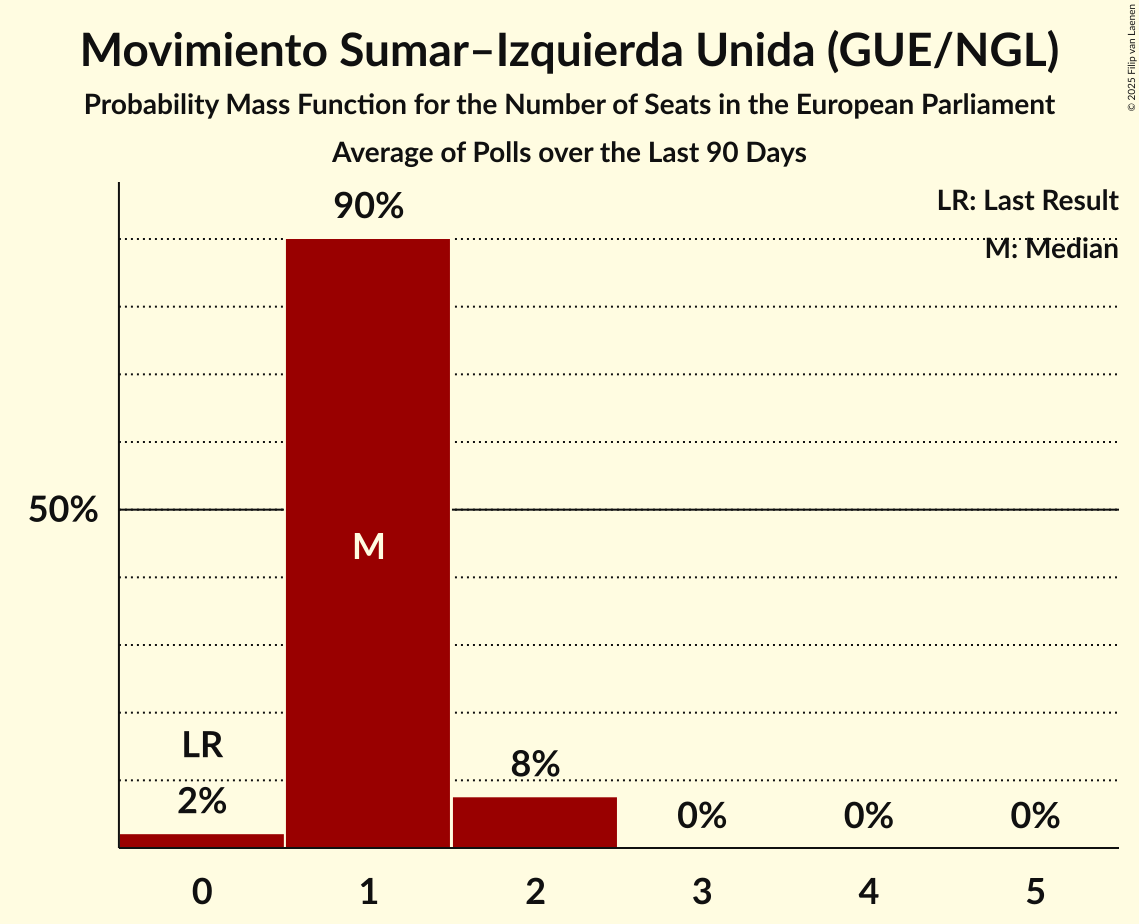 Movimiento Sumar–Izquierda Unida (GUE/NGL)
Probability Mass Function for the Number of Seats in the European Parliament
Average of Polls over the Last 90 Days
© 2025 Filip van Laenen
LR: Last Result
M: Median
90%
50%
M
LR
2%
8%
0%
0%
0%
0
1
2
3
4
5